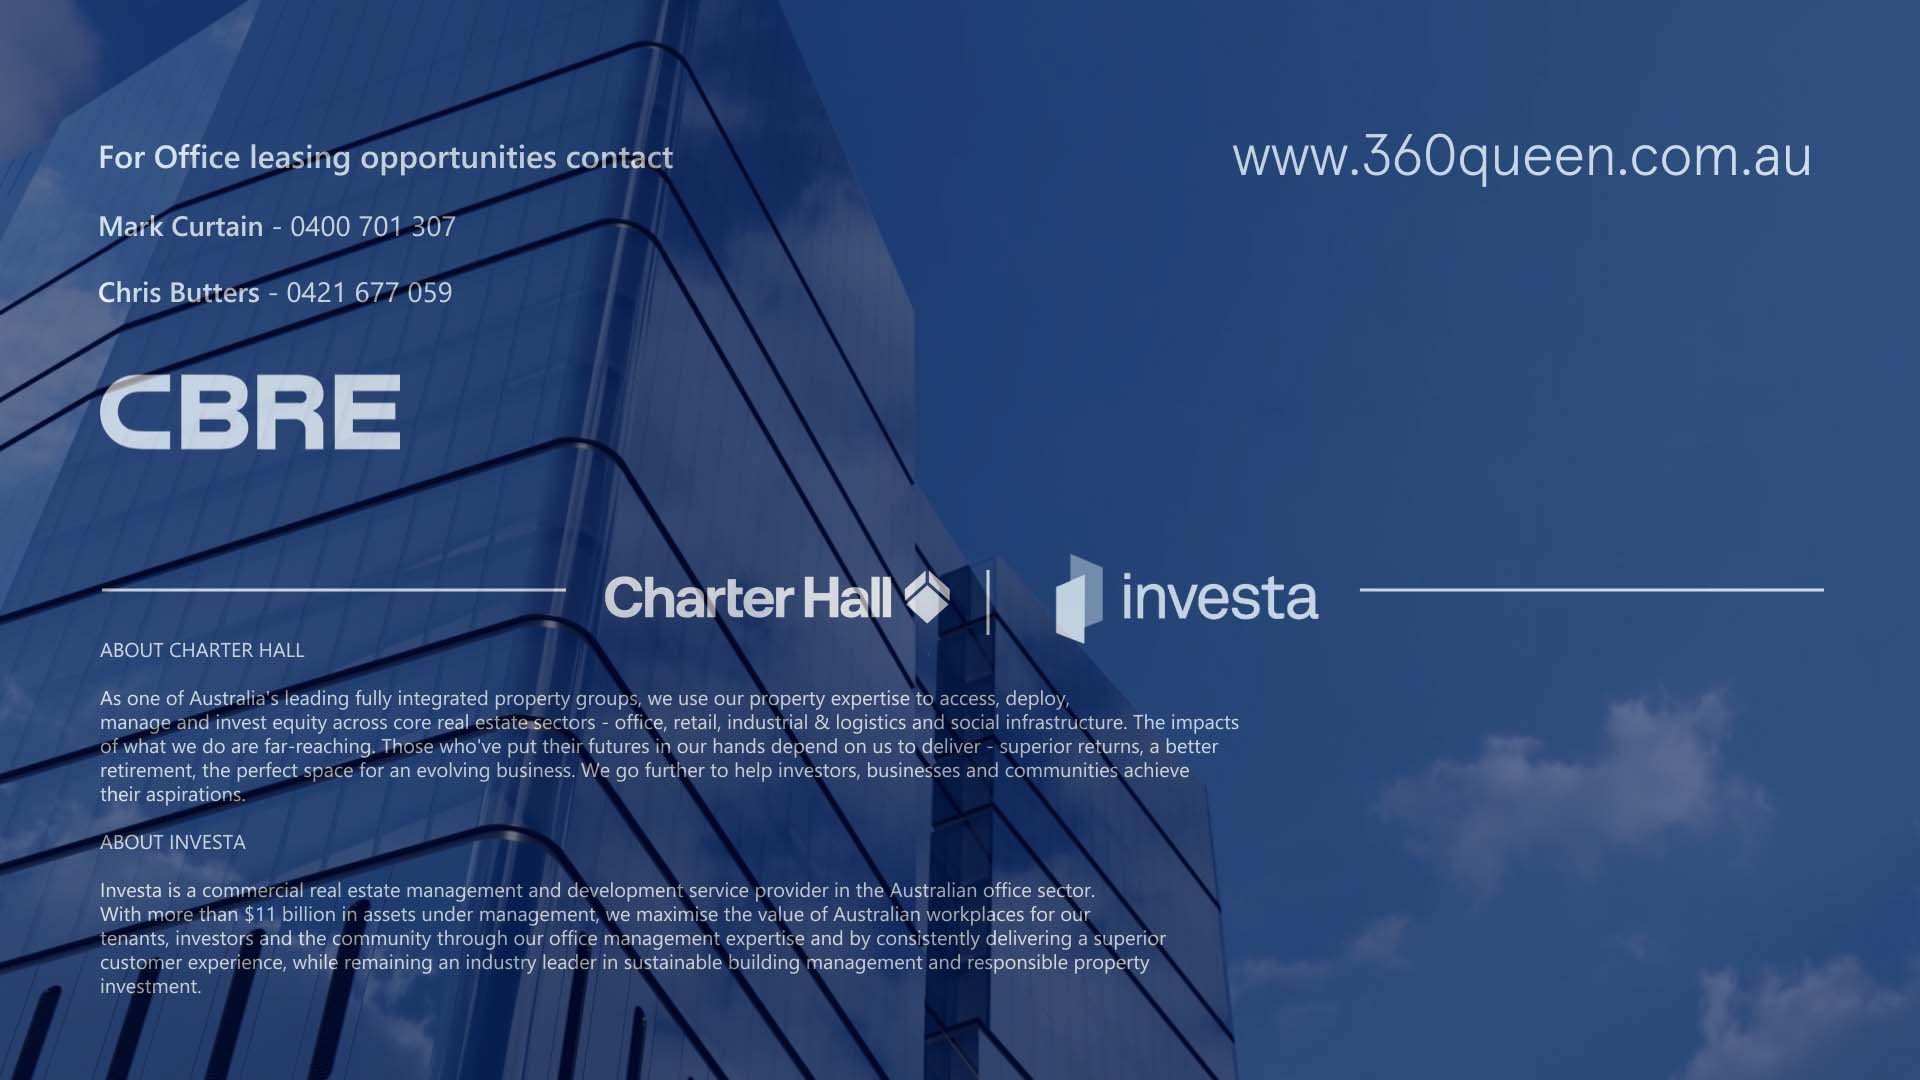 For Office leasing opportunities contact
www.360queen.com.au
Mark Curtain - 0400 701 307
Chris Butters - 0421 677 059
CBRE
Charter Hall | investa
ABOUT CHARTER HALL
As one of Australia's leading fully integrated property groups, we use our property expertise to access, deploy,
manage and invest equity across core real estate sectors - office, retail, industrial & logistics and social infrastructure. The impacts
of what we do are far-reaching. Those who've put their futures in our hands depend on us to deliver - superior returns, a better
retirement, the perfect space for an evolving business. We go further to help investors, businesses and communities achieve
their aspirations.
ABOUT INVESTA
Investa is a commercial real estate management and development service provider in the Australian office sector.
With more than $11 billion in assets under management, we maximise the value of Australian workplaces for our
tenants, investors and the community through our office management expertise and by consistently delivering a superior
customer experience, while remaining an industry leader in sustainable building management and responsible property
investment.